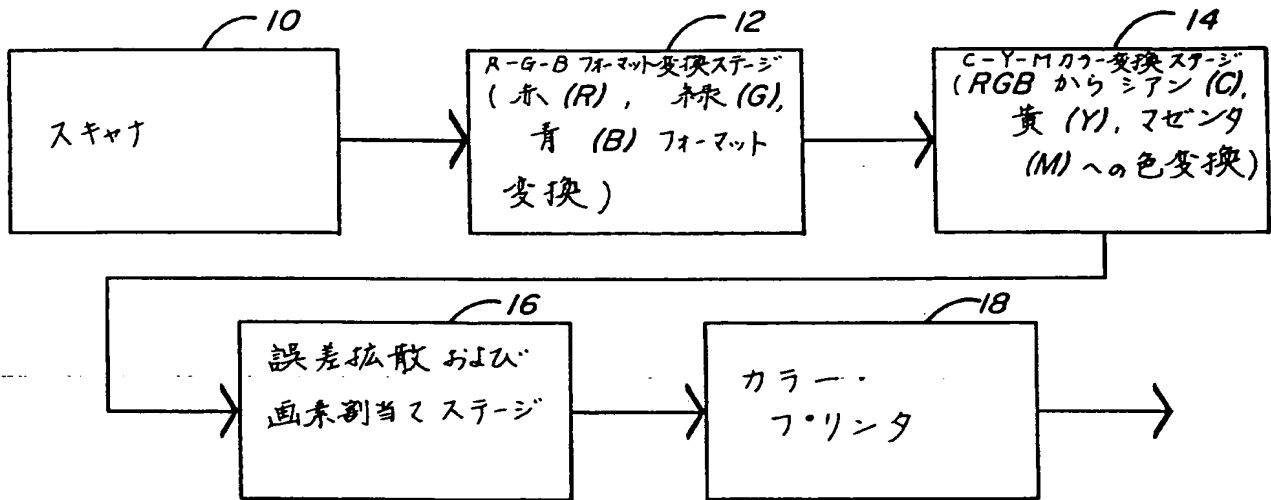 10
スキャナ
12
R-G-B フォーマット変換ステージ
(赤 (R), 緑 (G),
青 (B) フォーマット
変換)
14
C-Y-M カラー変換ステージ
(RGB から シアン (C),
黄 (Y), マゼンタ
(M) への色変換)
16
誤差拡散 および
画素割当て ステージ
18
カラー・
プリンタ